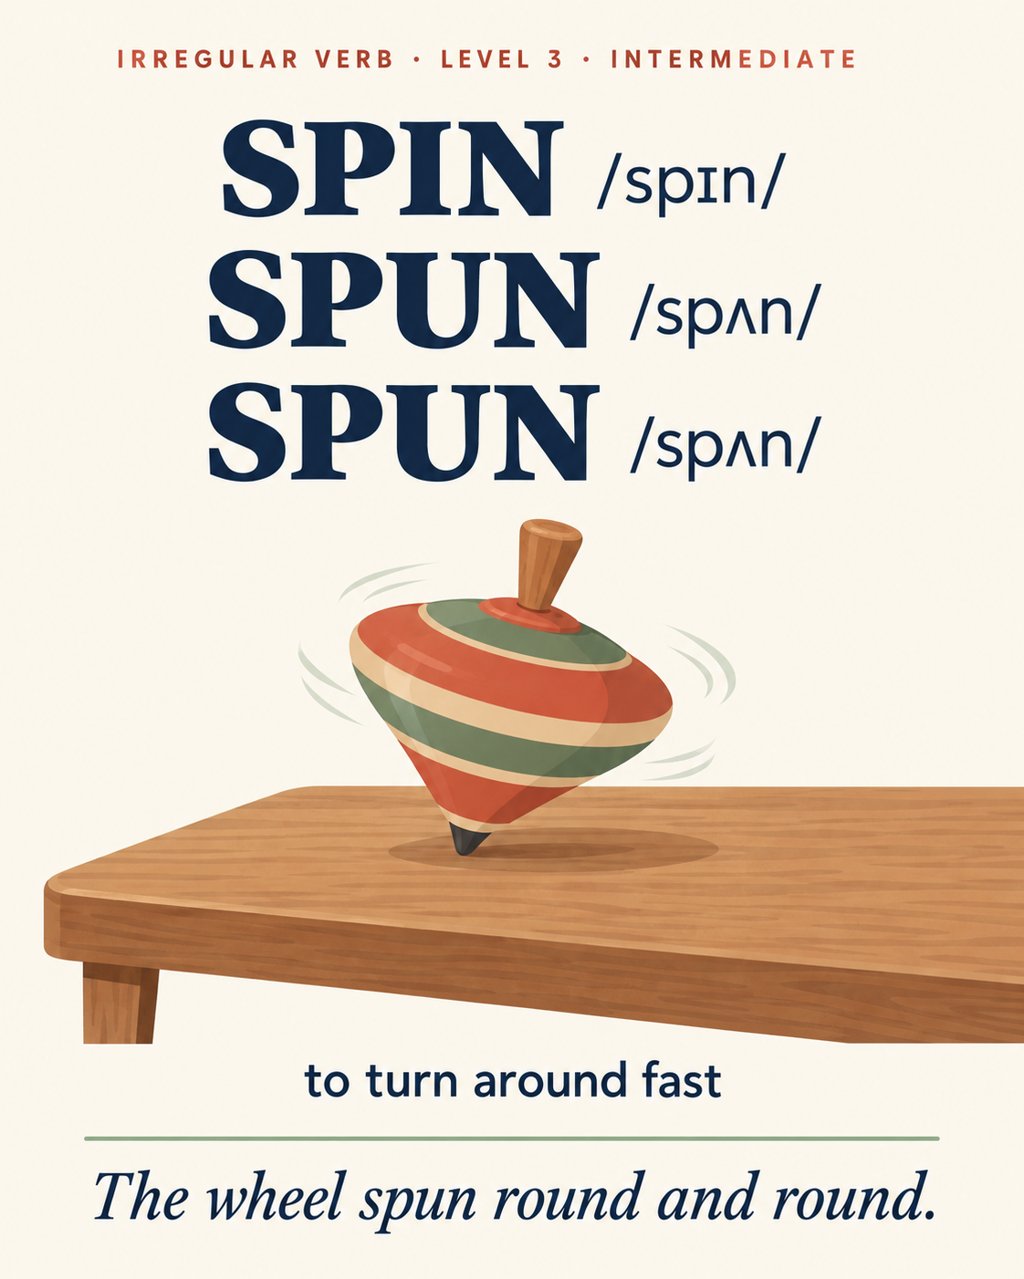 IRREGULAR VERB · LEVEL 3 · INTERMEDIATE
SPIN /spɪn/
SPUN /spʌn/
SPUN /spʌn/
to turn around fast
The wheel spun round and round.